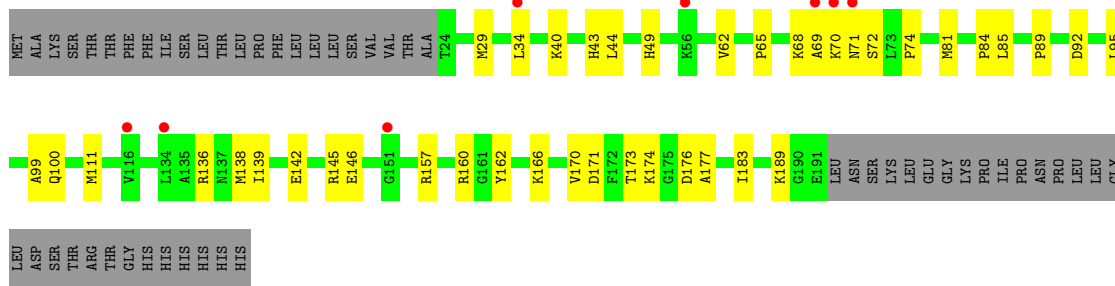 MET ALA LYS SER THR THR PHE PHE ILE SER LEU THR LEU PRO PHE LEU LEU LEU SER VAL VAL THR ALA T24 M29 L34 K40 H43 L44 H49 K56 V62 P65 K68 A69 K70 N71 S72 L73 P74 M81 P84 L85 P89 D92 L95
A99 Q100 M111 V116 L134 A135 R136 N137 M138 I139 E142 R145 E146 G151 R157 R160 G161 Y162 K166 V170 D171 F172 T173 K174 G175 D176 A177 I183 K189 G190 E191 LEU ASN SER LYS LEU GLU GLY LYS PRO ILE PRO ASN PRO LEU LEU GLY
LEU ASP SER THR ARG THR GLY HIS HIS HIS HIS HIS HIS